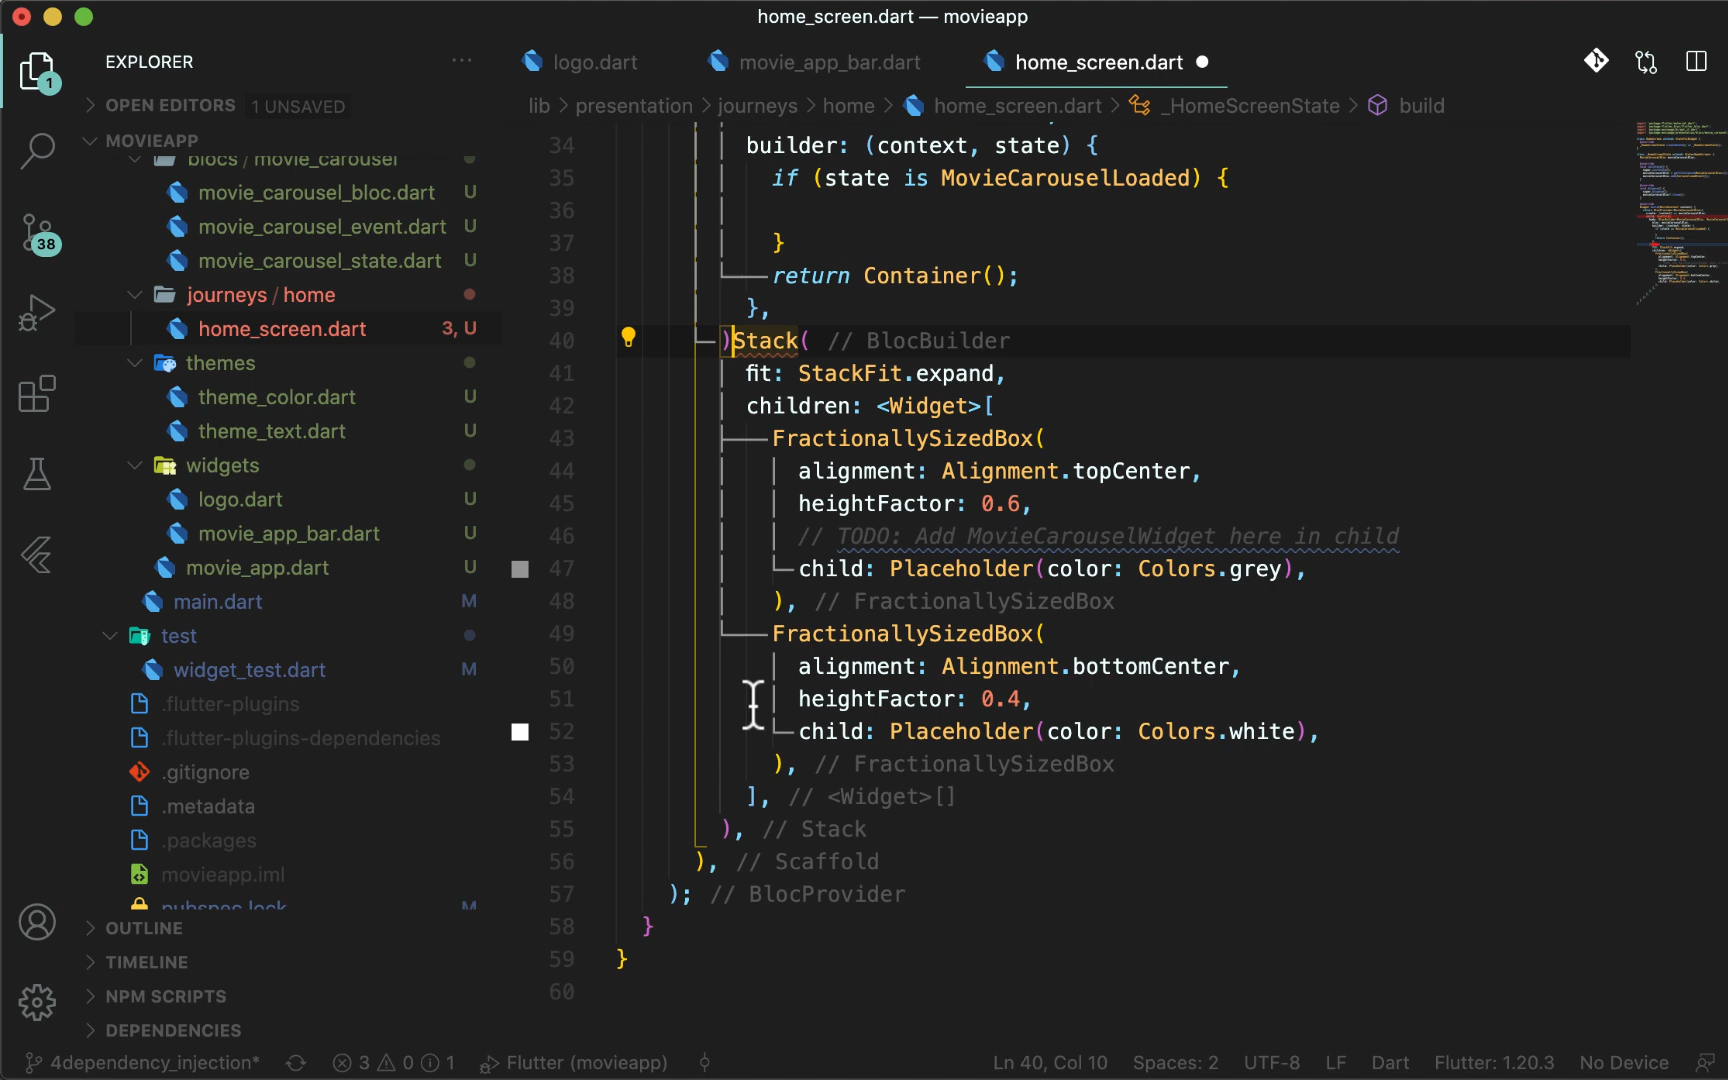 home_screen.dart — movieapp
EXPLORER
logo.dart
movie_app_bar.dart
home_screen.dart
1
OPEN EDITORS 1 UNSAVED
lib > presentation > journeys > home > home_screen.dart > _HomeScreenState > build
MOVIEAPP
blocs / movie_carousel
movie_carousel_bloc.dart U
movie_carousel_event.dart U
38
movie_carousel_state.dart U
journeys / home
home_screen.dart 3, U
themes
theme_color.dart U
theme_text.dart U
widgets
logo.dart U
movie_app_bar.dart U
movie_app.dart U
main.dart M
test
widget_test.dart M
.flutter-plugins
.flutter-plugins-dependencies
.gitignore
.metadata
.packages
movieapp.iml
pubspec.lock M
OUTLINE
TIMELINE
NPM SCRIPTS
DEPENDENCIES
34 builder: (context, state) {
35 if (state is MovieCarouselLoaded) {
36
37 }
38 return Container();
39 },
40 )Stack( // BlocBuilder
41 fit: StackFit.expand,
42 children: <Widget>[
43 FractionallySizedBox(
44 alignment: Alignment.topCenter,
45 heightFactor: 0.6,
46 // TODO: Add MovieCarouselWidget here in child
47 child: Placeholder(color: Colors.grey),
48 ), // FractionallySizedBox
49 FractionallySizedBox(
50 alignment: Alignment.bottomCenter,
51 heightFactor: 0.4,
52 child: Placeholder(color: Colors.white),
53 ), // FractionallySizedBox
54 ], // <Widget>[]
55 ), // Stack
56 ), // Scaffold
57 ); // BlocProvider
58 }
59 }
60
4dependency_injection* 3 0 1 Flutter (movieapp) Ln 40, Col 10 Spaces: 2 UTF-8 LF Dart Flutter: 1.20.3 No Device